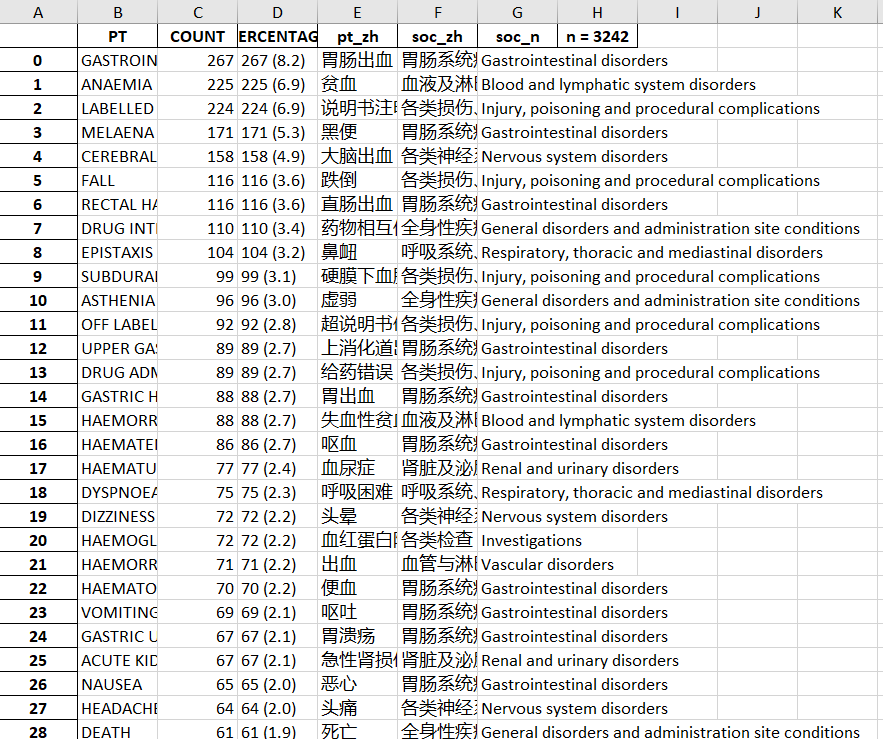 A B C D E F G H I J K
PT COUNT ERCENTAG pt_zh soc_zh soc_n n = 3242
0 GASTROIN 267 267 (8.2) 胃肠出血 胃肠系统 Gastrointestinal disorders
1 ANAEMIA 225 225 (6.9) 贫血 血液及淋 Blood and lymphatic system disorders
2 LABELLED 224 224 (6.9) 说明书注 各类损伤、 Injury, poisoning and procedural complications
3 MELAENA 171 171 (5.3) 黑便 胃肠系统 Gastrointestinal disorders
4 CEREBRAL 158 158 (4.9) 大脑出血 各类神经 Nervous system disorders
5 FALL 116 116 (3.6) 跌倒 各类损伤、 Injury, poisoning and procedural complications
6 RECTAL HA 116 116 (3.6) 直肠出血 胃肠系统 Gastrointestinal disorders
7 DRUG INT 110 110 (3.4) 药物相互 全身性疾 General disorders and administration site conditions
8 EPISTAXIS 104 104 (3.2) 鼻衄 呼吸系统、 Respiratory, thoracic and mediastinal disorders
9 SUBDURAL 99 99 (3.1) 硬膜下血 各类损伤、 Injury, poisoning and procedural complications
10 ASTHENIA 96 96 (3.0) 虚弱 全身性疾 General disorders and administration site conditions
11 OFF LABEL 92 92 (2.8) 超说明书 各类损伤、 Injury, poisoning and procedural complications
12 UPPER GAS 89 89 (2.7) 上消化道 胃肠系统 Gastrointestinal disorders
13 DRUG ADM 89 89 (2.7) 给药错误 各类损伤、 Injury, poisoning and procedural complications
14 GASTRIC H 88 88 (2.7) 胃出血 胃肠系统 Gastrointestinal disorders
15 HAEMORR 88 88 (2.7) 失血性贫 血液及淋 Blood and lymphatic system disorders
16 HAEMATE 86 86 (2.7) 呕血 胃肠系统 Gastrointestinal disorders
17 HAEMATU 77 77 (2.4) 血尿症 肾脏及泌 Renal and urinary disorders
18 DYSPNOEA 75 75 (2.3) 呼吸困难 呼吸系统、 Respiratory, thoracic and mediastinal disorders
19 DIZZINESS 72 72 (2.2) 头晕 各类神经 Nervous system disorders
20 HAEMOGL 72 72 (2.2) 血红蛋白 各类检查 Investigations
21 HAEMORR 71 71 (2.2) 出血 血管与淋 Vascular disorders
22 HAEMATO 70 70 (2.2) 便血 胃肠系统 Gastrointestinal disorders
23 VOMITING 69 69 (2.1) 呕吐 胃肠系统 Gastrointestinal disorders
24 GASTRIC U 67 67 (2.1) 胃溃疡 胃肠系统 Gastrointestinal disorders
25 ACUTE KID 67 67 (2.1) 急性肾损 肾脏及泌 Renal and urinary disorders
26 NAUSEA 65 65 (2.0) 恶心 胃肠系统 Gastrointestinal disorders
27 HEADACHE 64 64 (2.0) 头痛 各类神经 Nervous system disorders
28 DEATH 61 61 (1.9) 死亡 全身性疾 General disorders and administration site conditions